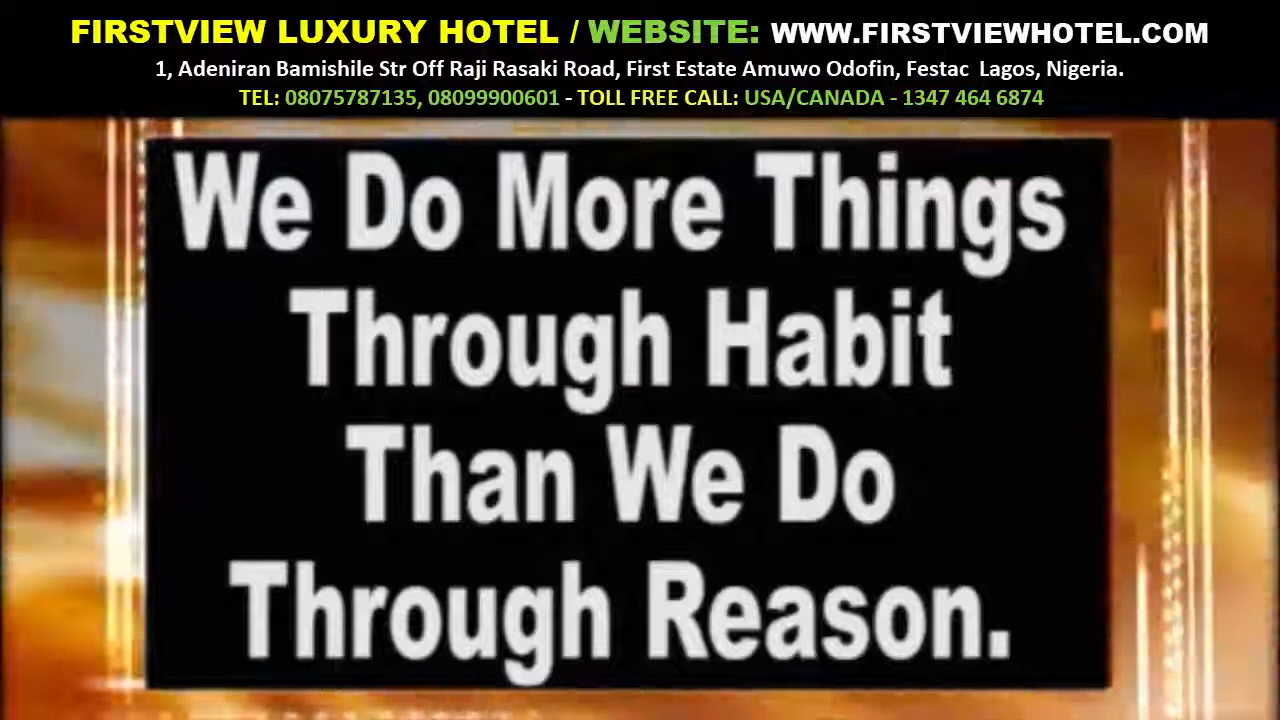 FIRSTVIEW LUXURY HOTEL / WEBSITE: WWW.FIRSTVIEWHOTEL.COM
1, Adeniran Bamishile Str Off Raji Rasaki Road, First Estate Amuwo Odofin, Festac Lagos, Nigeria.
TEL: 08075787135, 08099900601 - TOLL FREE CALL: USA/CANADA - 1347 464 6874
We Do More Things
Through Habit
Than We Do
Through Reason.